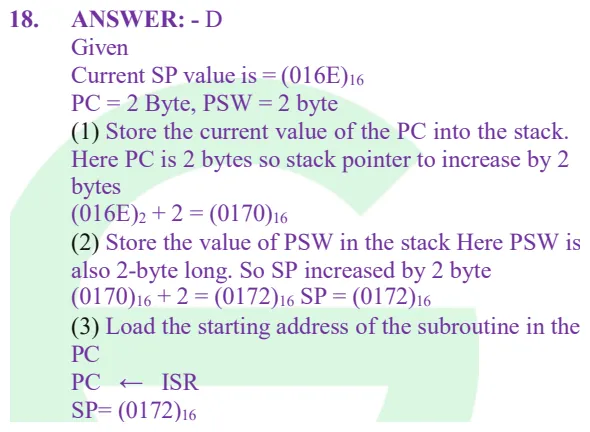 18. ANSWER: - D
Given
Current SP value is = (016E)₁₆
PC = 2 Byte, PSW = 2 byte
(1) Store the current value of the PC into the stack.
Here PC is 2 bytes so stack pointer to increase by 2
bytes
(016E)₂ + 2 = (0170)₁₆
(2) Store the value of PSW in the stack Here PSW is
also 2-byte long. So SP increased by 2 byte
(0170)₁₆ + 2 = (0172)₁₆ SP = (0172)₁₆
(3) Load the starting address of the subroutine in the
PC
PC ← ISR
SP= (0172)₁₆